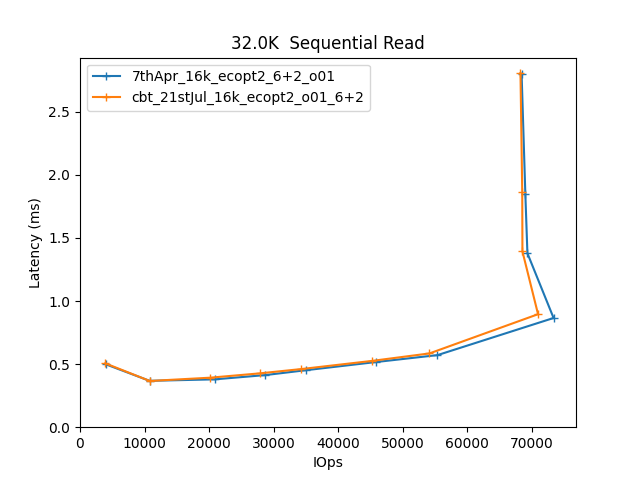 32.0K  Sequential Read
7thApr_16k_ecopt2_6+2_o01
cbt_21stJul_16k_ecopt2_o01_6+2
Latency (ms)
2.5
2.0
1.5
1.0
0.5
0.0
0 10000 20000 30000 40000 50000 60000 70000
IOps